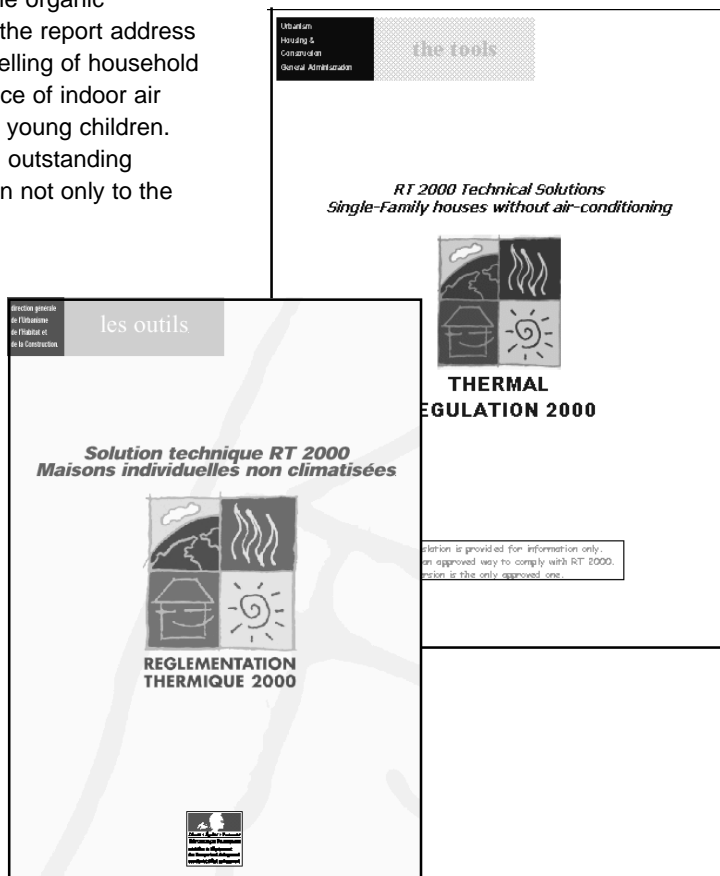 ne organic
the report address
elling of household
ce of indoor air
young children.
outstanding
n not only to the
Urbanism
Housing &
Construction
General Administration
the tools
RT 2000 Technical Solutions
Single-Family houses without air-conditioning
THERMAL
EGULATION 2000
slation is provided for information only.
an approved way to comply with RT 2000.
ersion is the only approved one.
direction générale
de l'Urbanisme
de l'Habitat et
de la Construction.
les outils
Solution technique RT 2000
Maisons individuelles non climatisées
REGLEMENTATION
THERMIQUE 2000